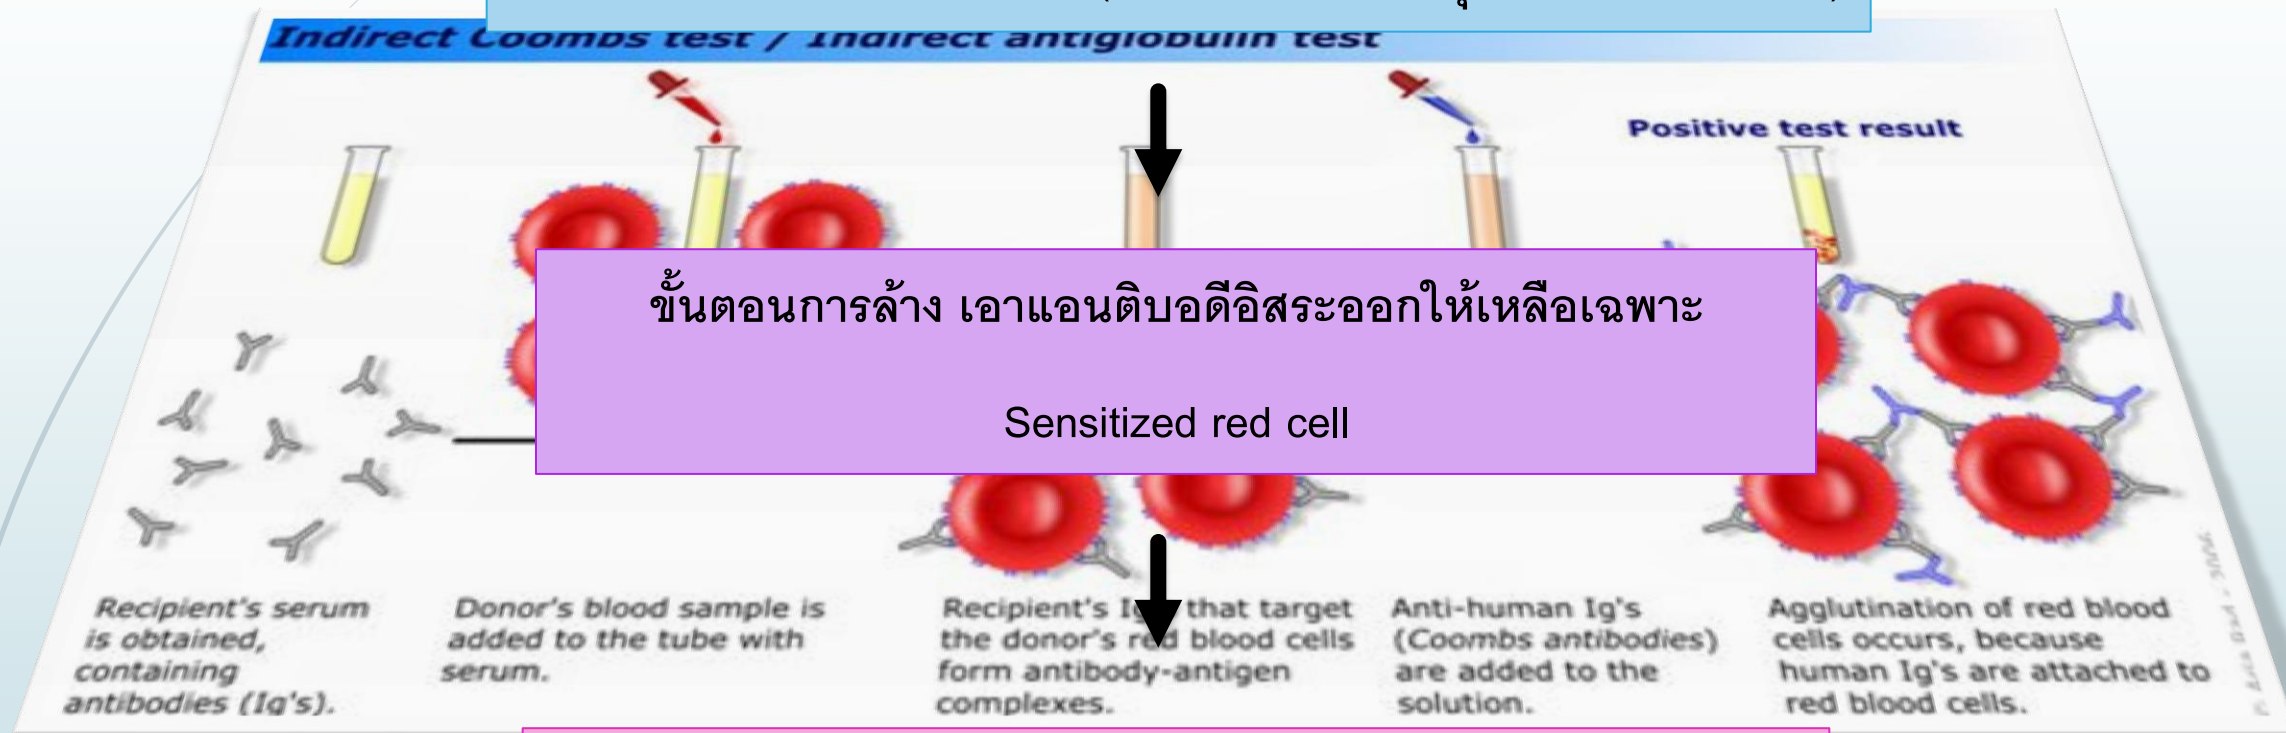 Indirect Coombs test / Indirect antiglobulin test
Positive test result
ขั้นตอนการล้าง เอาแอนติบอดีอิสระออกให้เหลือเฉพาะ
Sensitized red cell
Recipient's serum
is obtained,
containing
antibodies (Ig's).
Donor's blood sample is
added to the tube with
serum.
Recipient's that target
the donor's red blood cells
form antibody-antigen
complexes.
Anti-human Ig's
(Coombs antibodies)
are added to the
solution.
Agglutination of red blood
cells occurs, because
human Ig's are attached to
red blood cells.